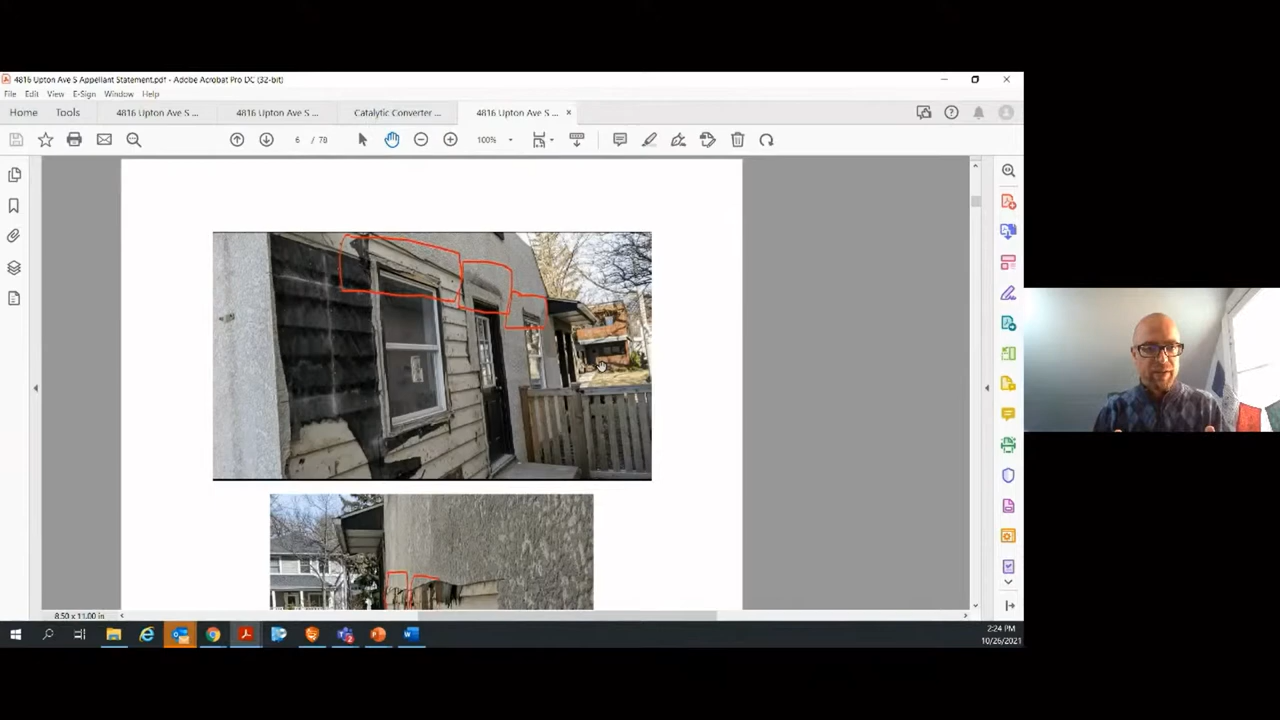 4816 Upton Ave S Appellant Statement.pdf - Adobe Acrobat Pro DC (32-bit)
File Edit View E-Sign Window Help
Home Tools 4816 Upton Ave S ... 4816 Upton Ave S ... Catalytic Converter ... 4816 Upton Ave S ... ×
6 / 78 100%
8.50 x 11.00 in
2:24 PM
10/26/2021